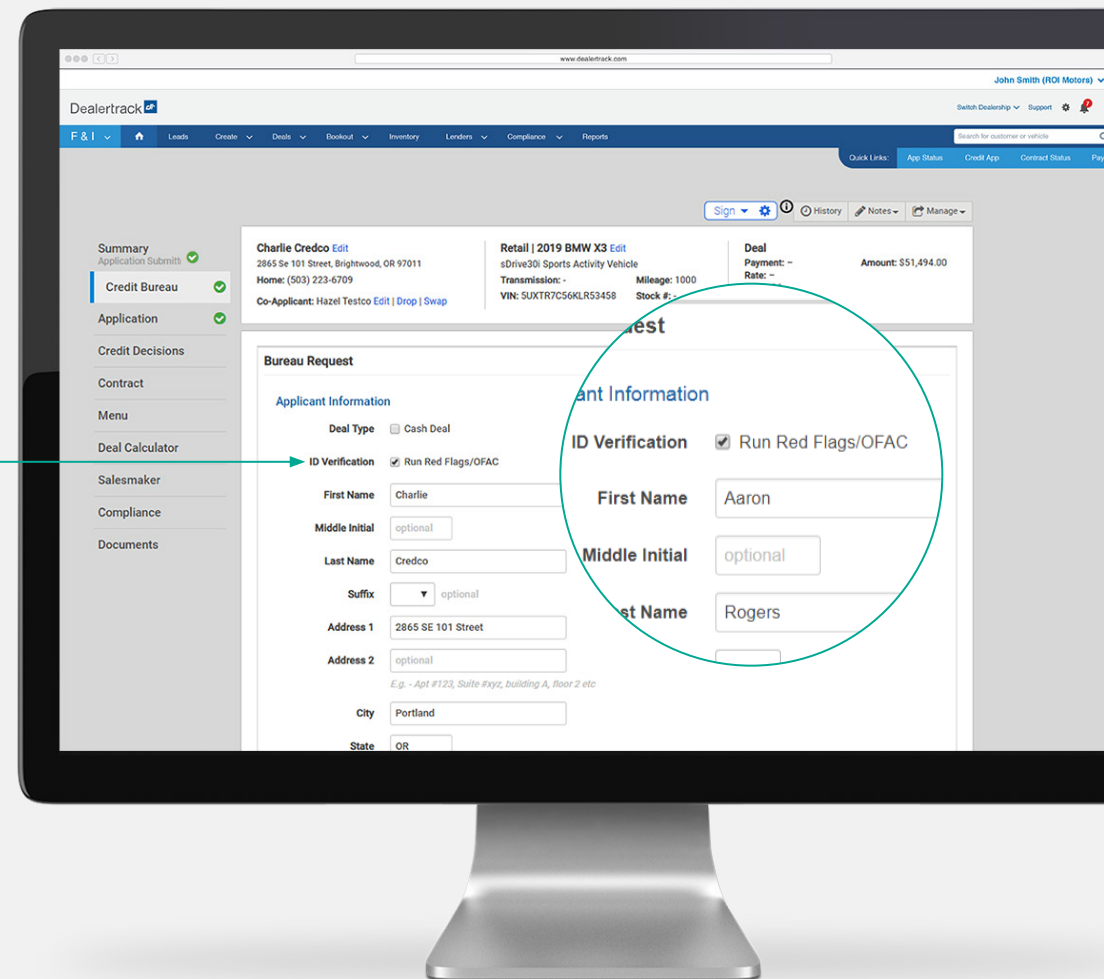 www.dealertrack.com
John Smith (ROI Motors)
Dealertrack dt
Switch Dealership Support 7
F & I Leads Create Deals Bookout Inventory Lenders Compliance Reports Search for customer or vehicle
Quick Links: App Status Credit App Contract Status
Sign History Notes Manage
Summary
Application
Credit Bureau
Application
Credit Decisions
Contract
Menu
Deal Calculator
Salesmaker
Compliance
Documents
Charlie Credco Edit
2865 Se 101 Street, Brightwood, OR 97011
Home: (503) 223-6709
Co-Applicant: Hazel Testco Edit | Drop | Swap
Retail | 2019 BMW X3 Edit
sDrive30i Sports Activity Vehicle
Transmission: - Mileage: 1000
VIN: 5UXTR7C56KLR53458 Stock #: -
Deal
Payment: – Amount: $51,494.00
Rate: –
Bureau Request
Applicant Information
Deal Type Cash Deal
ID Verification Run Red Flags/OFAC
First Name Charlie
Middle Initial optional
Last Name Credco
Suffix optional
Address 1 2865 SE 101 Street
Address 2 optional
E.g. - Apt #123, Suite #xyz, building A, floor 2 etc
City Portland
State OR
uest
ant Information
ID Verification Run Red Flags/OFAC
First Name Aaron
Middle Initial optional
st Name Rogers